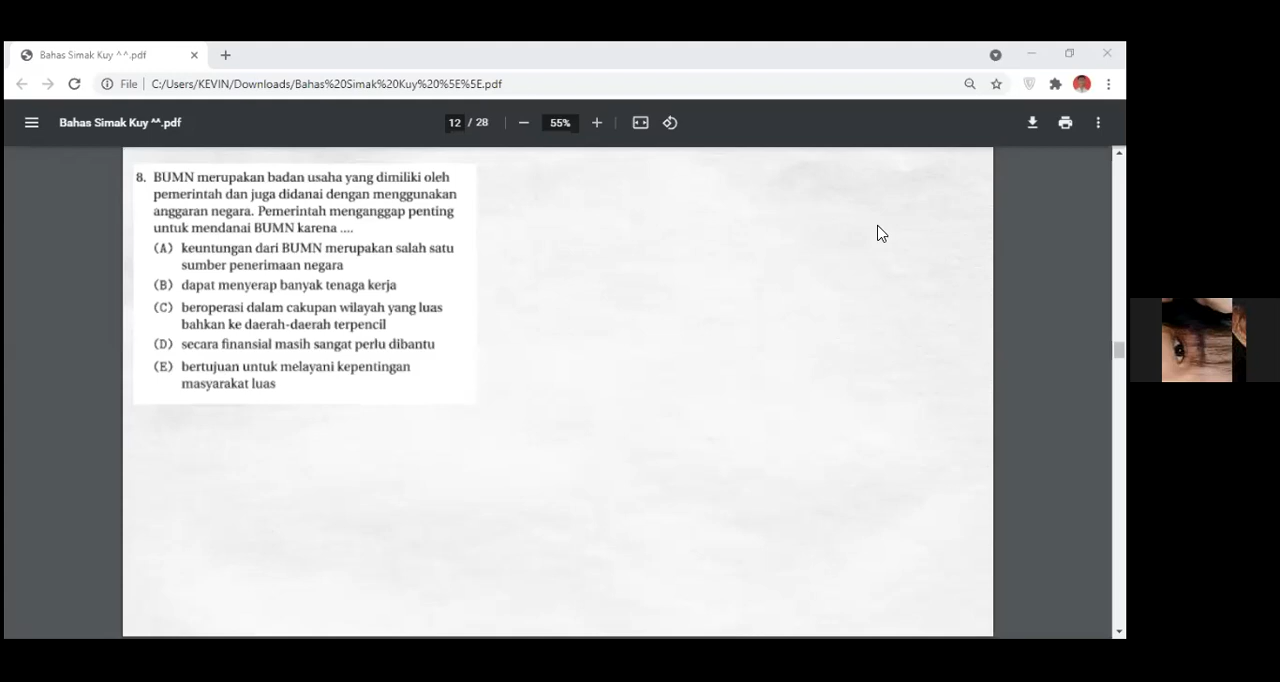 Bahas Simak Kuy ^^.pdf
File
C:/Users/KEVIN/Downloads/Bahas%20Simak%20Kuy%20%5E%5E.pdf
Bahas Simak Kuy ^^.pdf
12 / 28
55%
8. BUMN merupakan badan usaha yang dimiliki oleh
pemerintah dan juga didanai dengan menggunakan
anggaran negara. Pemerintah menganggap penting
untuk mendanai BUMN karena ....
(A) keuntungan dari BUMN merupakan salah satu
sumber penerimaan negara
(B) dapat menyerap banyak tenaga kerja
(C) beroperasi dalam cakupan wilayah yang luas
bahkan ke daerah-daerah terpencil
(D) secara finansial masih sangat perlu dibantu
(E) bertujuan untuk melayani kepentingan
masyarakat luas